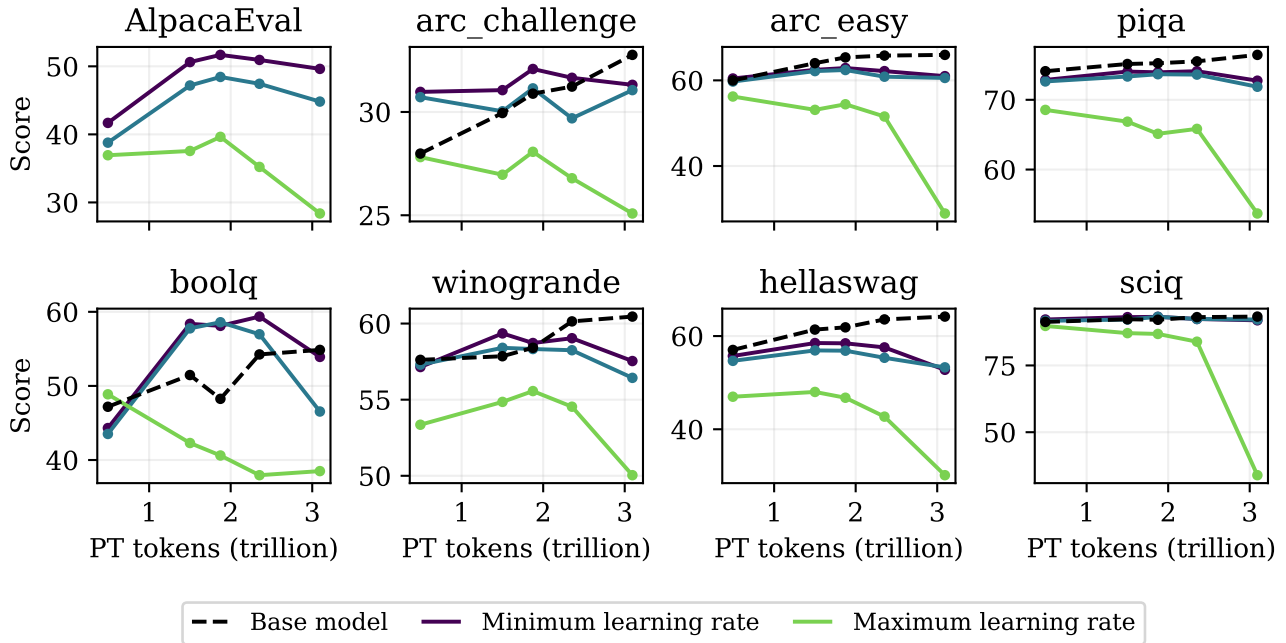 AlpacaEval arc_challenge arc_easy piqa
Score
50
40
30
30
25
60
40
70
60
boolq winogrande hellaswag sciq
Score
60
50
40
60
55
50
60
40
75
50
1 2 3 1 2 3 1 2 3 1 2 3
PT tokens (trillion) PT tokens (trillion) PT tokens (trillion) PT tokens (trillion)
Base model Minimum learning rate Maximum learning rate